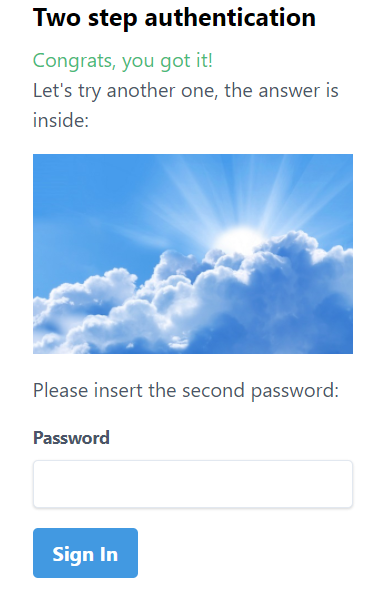 Two step authentication
Congrats, you got it!
Let's try another one, the answer is
inside:
Please insert the second password:
Password
Sign In